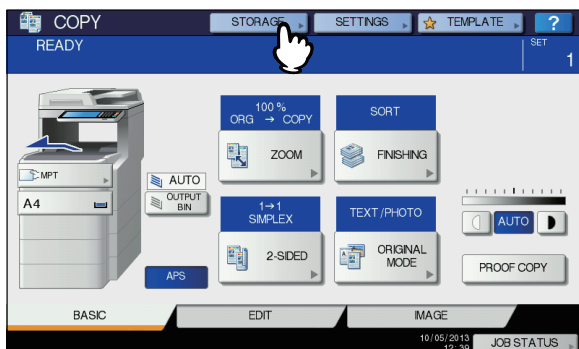 COPY
STORAGE
SETTINGS
TEMPLATE
?
READY
SET
1
100 %
ORG → COPY
ZOOM
SORT
FINISHING
MPT
A4
AUTO
OUTPUT
BIN
1→1
SIMPLEX
2-SIDED
TEXT/PHOTO
ORIGINAL
MODE
AUTO
APS
PROOF COPY
BASIC
EDIT
IMAGE
10/05/2013
12:39
JOB STATUS